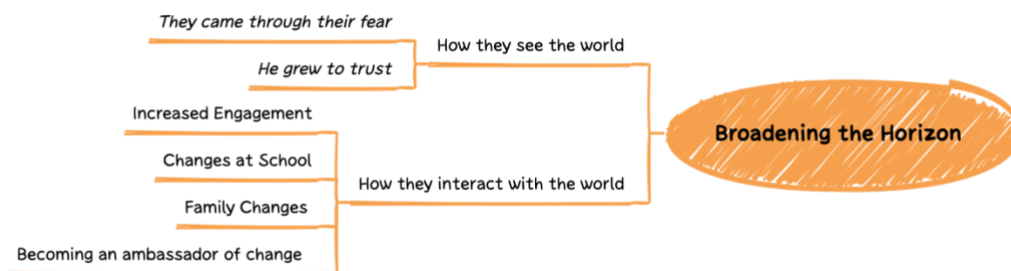 They came through their fear
How they see the world
He grew to trust
Increased Engagement
Broadening the Horizon
Changes at School
How they interact with the world
Family Changes
Becoming an ambassador of change